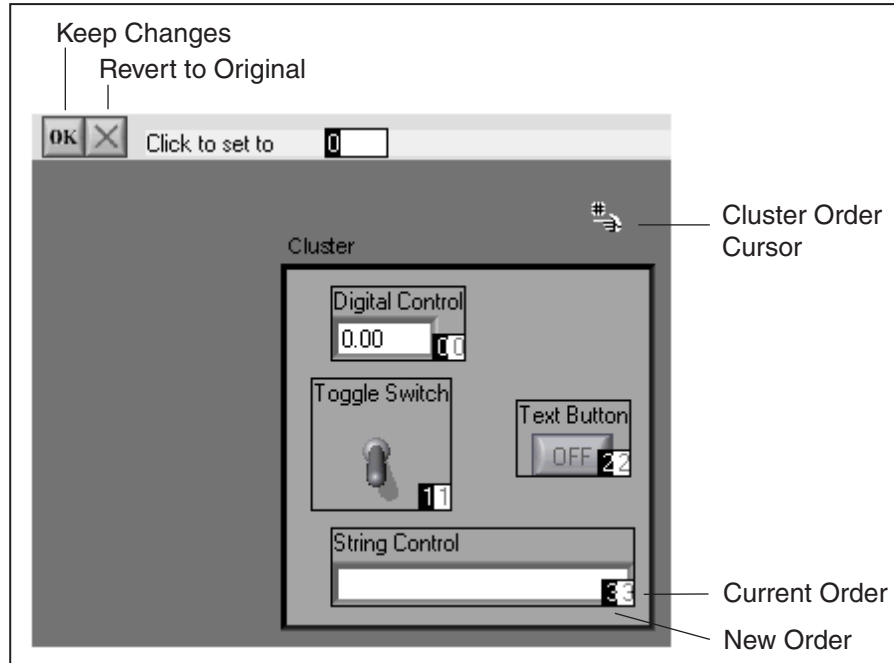 Keep Changes
Revert to Original
OK
Click to set to 0
#
Cluster Order
Cursor
Cluster
Digital Control
0.00
0 0
Toggle Switch
1 1
Text Button
OFF
2 2
String Control
3 3
Current Order
New Order